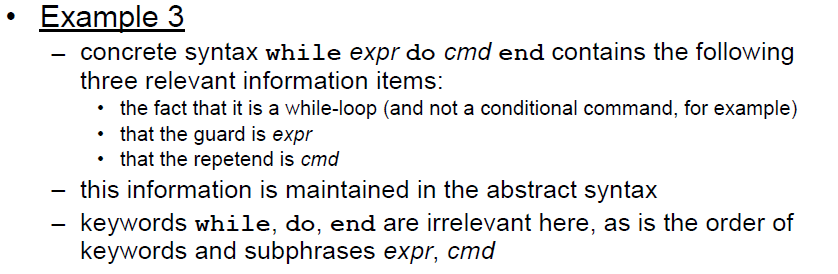 • Example 3
– concrete syntax while expr do cmd end contains the following
three relevant information items:
• the fact that it is a while-loop (and not a conditional command, for example)
• that the guard is expr
• that the repetend is cmd
– this information is maintained in the abstract syntax
– keywords while, do, end are irrelevant here, as is the order of
keywords and subphrases expr, cmd